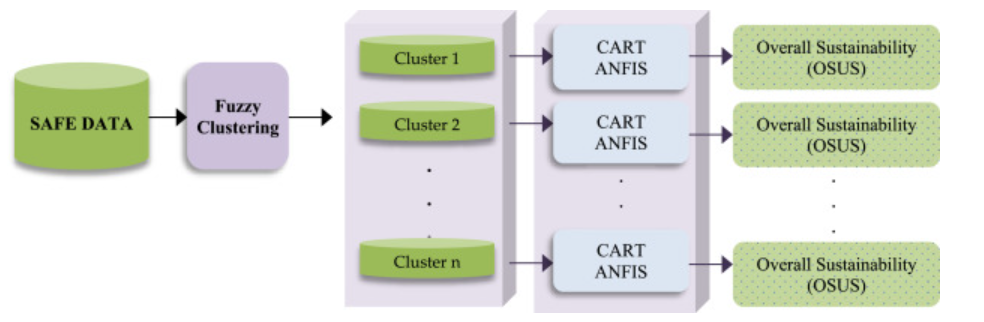 SAFE DATA
Fuzzy
Clustering
Cluster 1
CART
ANFIS
Overall Sustainability
(OSUS)
Cluster 2
CART
ANFIS
Overall Sustainability
(OSUS)
Cluster n
CART
ANFIS
Overall Sustainability
(OSUS)